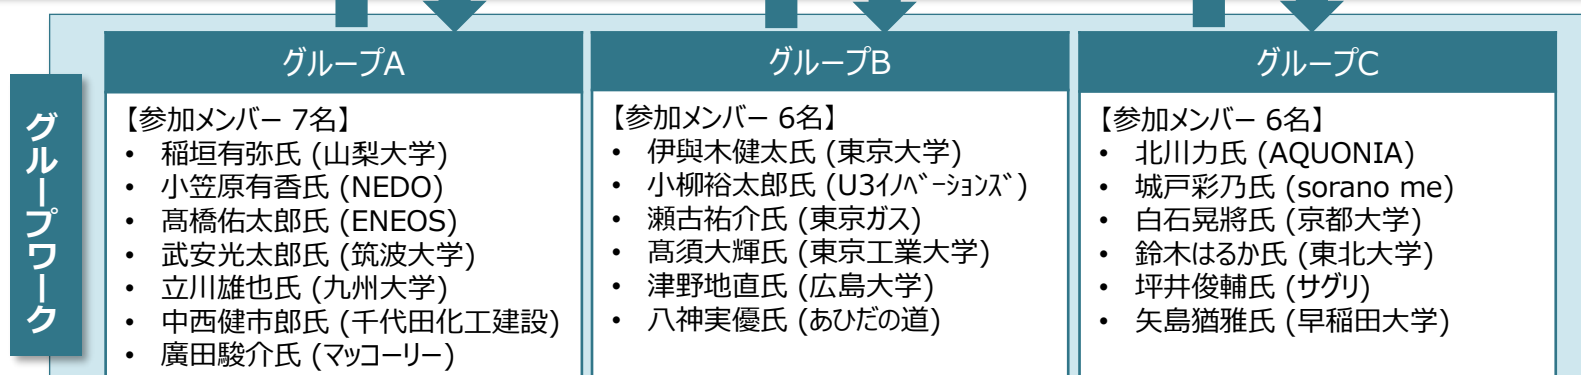 グループワーク
グループA
【参加メンバー 7名】
• 稲垣有弥氏 (山梨大学)
• 小笠原有香氏 (NEDO)
• 髙橋佑太郎氏 (ENEOS)
• 武安光太郎氏 (筑波大学)
• 立川雄也氏 (九州大学)
• 中西健市郎氏 (千代田化工建設)
• 廣田駿介氏 (マッコーリー)
グループB
【参加メンバー 6名】
• 伊與木健太氏 (東京大学)
• 小柳裕太郎氏 (U3ｲﾉﾍﾞｰｼｮﾝｽﾞ)
• 瀬古祐介氏 (東京ガス)
• 髙須大輝氏 (東京工業大学)
• 津野地直氏 (広島大学)
• 八神実優氏 (あひだの道)
グループC
【参加メンバー 6名】
• 北川力氏 (AQUONIA)
• 城戸彩乃氏 (sorano me)
• 白石晃將氏 (京都大学)
• 鈴木はるか氏 (東北大学)
• 坪井俊輔氏 (サグリ)
• 矢島猶雅氏 (早稲田大学)